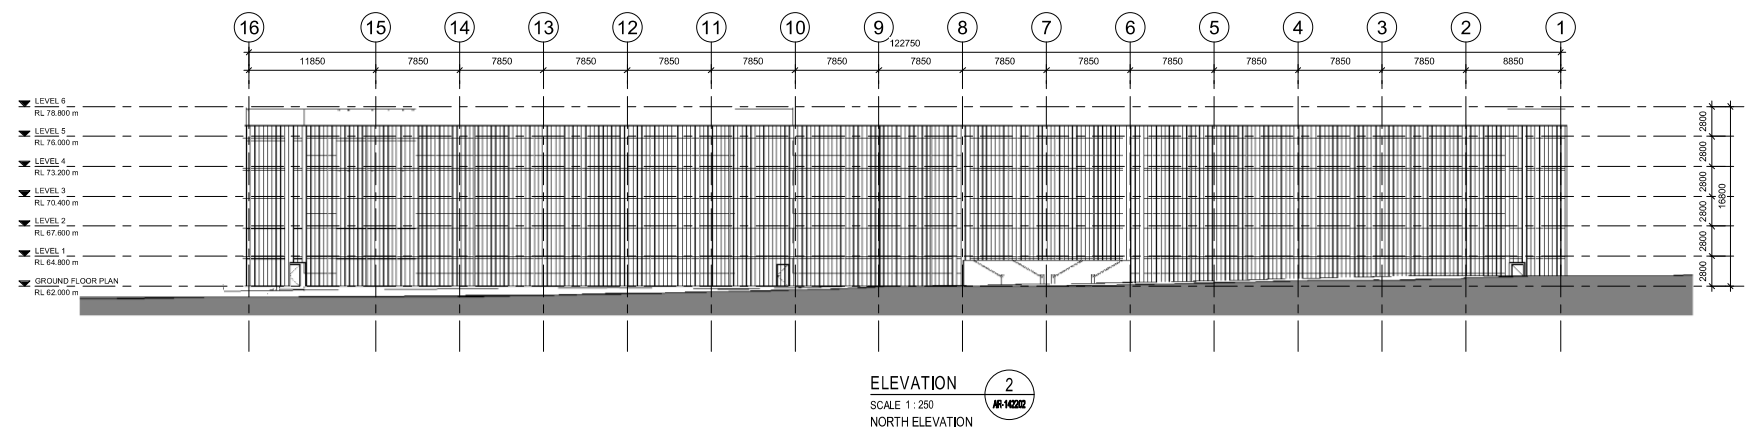 16 15 14 13 12 11 10 9 8 7 6 5 4 3 2 1
122750
11850 7850 7850 7850 7850 7850 7850 7850 7850 7850 7850 7850 7850 7850 8850
LEVEL 6
RL 78.800 m
LEVEL 5
RL 76.000 m
LEVEL 4
RL 73.200 m
LEVEL 3
RL 70.400 m
LEVEL 2
RL 67.600 m
LEVEL 1
RL 64.800 m
GROUND FLOOR PLAN
RL 62.000 m
2800
2800
2800
2800
2800
2800
16800
ELEVATION 2
SCALE 1 : 250 AR-142202
NORTH ELEVATION